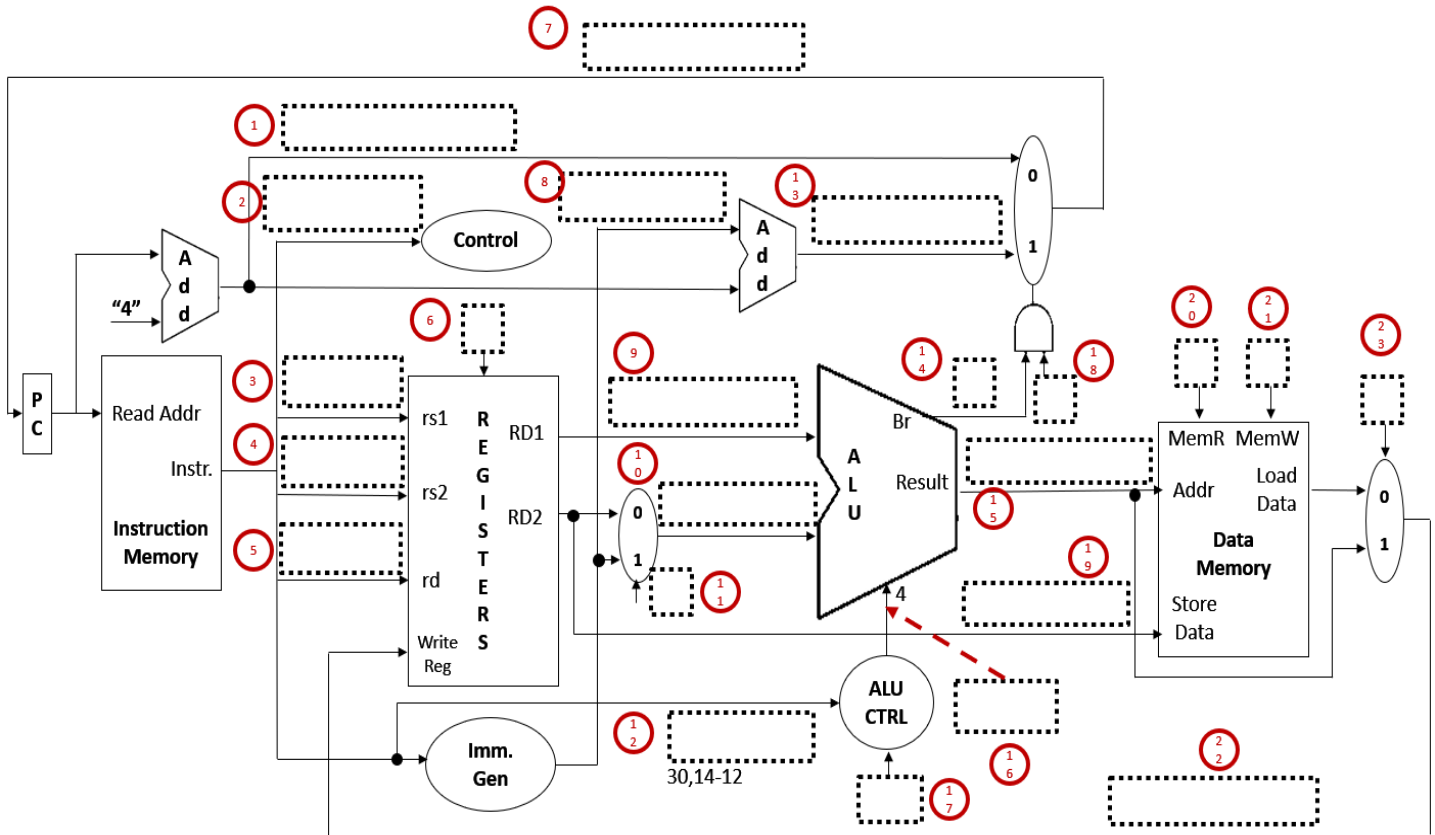 7
1
2
8
1
3
0
1
A
d
d
Control
A
d
d
"4"
6
3
9
1
4
1
8
2
0
2
1
2
3
P
C
Read Addr
Instr.
Instruction
Memory
4
5
rs1
rs2
rd
Write
Reg
R
E
G
I
S
T
E
R
S
RD1
RD2
1
0
0
1
1
1
A
L
U
Br
Result
4
1
5
1
9
MemR MemW
Addr
Load
Data
Data
Memory
Store
Data
0
1
Imm.
Gen
1
2
30,14-12
ALU
CTRL
1
7
1
6
2
2